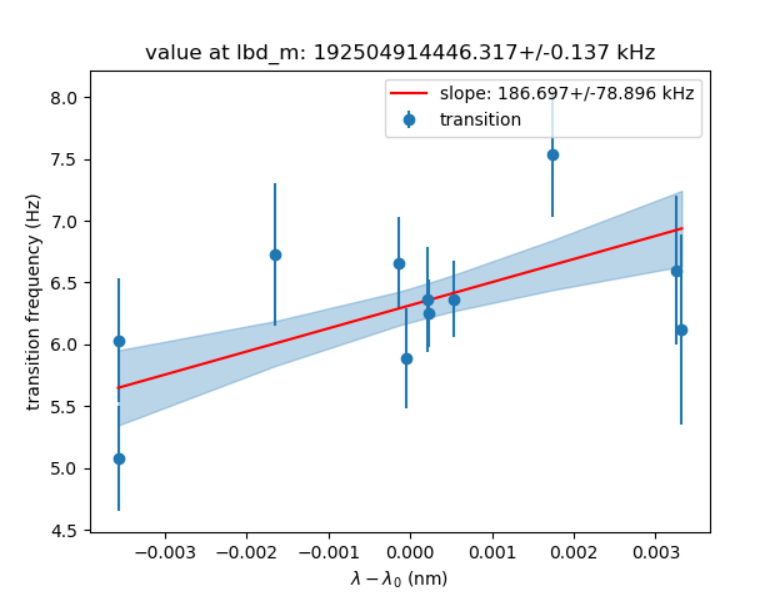 value at lbd_m: 192504914446.317+/-0.137 kHz
slope: 186.697+/-78.896 kHz
transition
transition frequency (Hz)
8.0
7.5
7.0
6.5
6.0
5.5
5.0
4.5
−0.003 −0.002 −0.001 0.000 0.001 0.002 0.003
λ − λ₀ (nm)